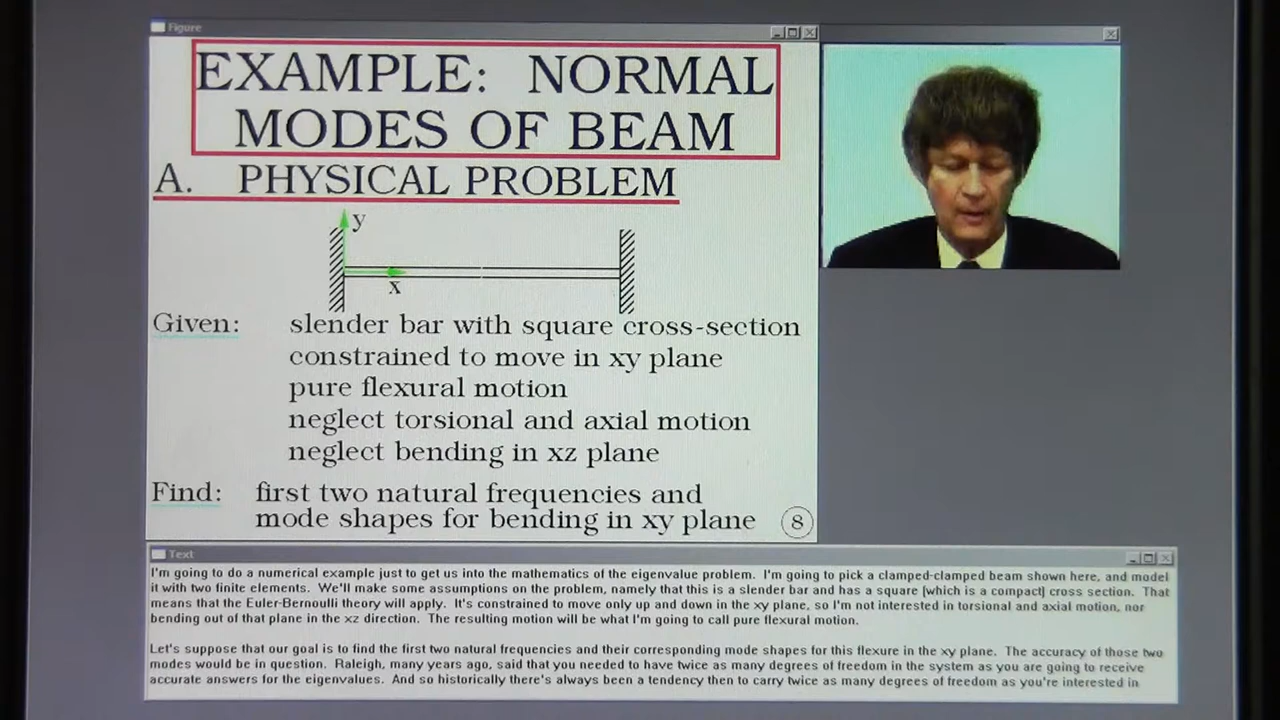 Figure
EXAMPLE: NORMAL
MODES OF BEAM
A. PHYSICAL PROBLEM
y
x
Given: slender bar with square cross-section
constrained to move in xy plane
pure flexural motion
neglect torsional and axial motion
neglect bending in xz plane
Find: first two natural frequencies and
mode shapes for bending in xy plane
8
Text
I'm going to do a numerical example just to get us into the mathematics of the eigenvalue problem. I'm going to pick a clamped-clamped beam shown here, and model
it with two finite elements. We'll make some assumptions on the problem, namely that this is a slender bar and has a square (which is a compact) cross section. That
means that the Euler-Bernoulli theory will apply. It's constrained to move only up and down in the xy plane, so I'm not interested in torsional and axial motion, nor
bending out of that plane in the xz direction. The resulting motion will be what I'm going to call pure flexural motion.
Let's suppose that our goal is to find the first two natural frequencies and their corresponding mode shapes for this flexure in the xy plane. The accuracy of those two
modes would be in question. Raleigh, many years ago, said that you needed to have twice as many degrees of freedom in the system as you are going to receive
accurate answers for the eigenvalues. And so historically there's always been a tendency then to carry twice as many degrees of freedom as you're interested in